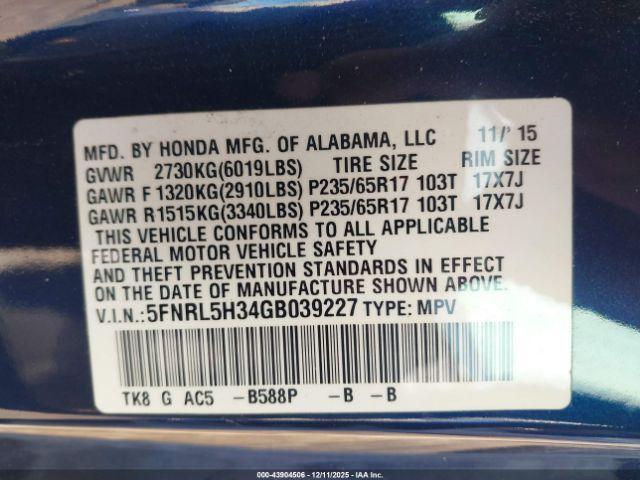 MFD. BY HONDA MFG. OF ALABAMA, LLC 11/' 15
GVWR 2730KG(6019LBS) TIRE SIZE RIM SIZE
GAWR F 1320KG(2910LBS) P235/65R17 103T 17X7J
GAWR R1515KG(3340LBS) P235/65R17 103T 17X7J
THIS VEHICLE CONFORMS TO ALL APPLICABLE
FEDERAL MOTOR VEHICLE SAFETY
AND THEFT PREVENTION STANDARDS IN EFFECT
ON THE DATE OF MANUFACTURE SHOWN ABOVE.
V.I.N.:5FNRL5H34GB039227 TYPE: MPV
TK8 G AC5 -B588P -B -B
000-43904506 - 12/11/2025 - IAAI Inc.